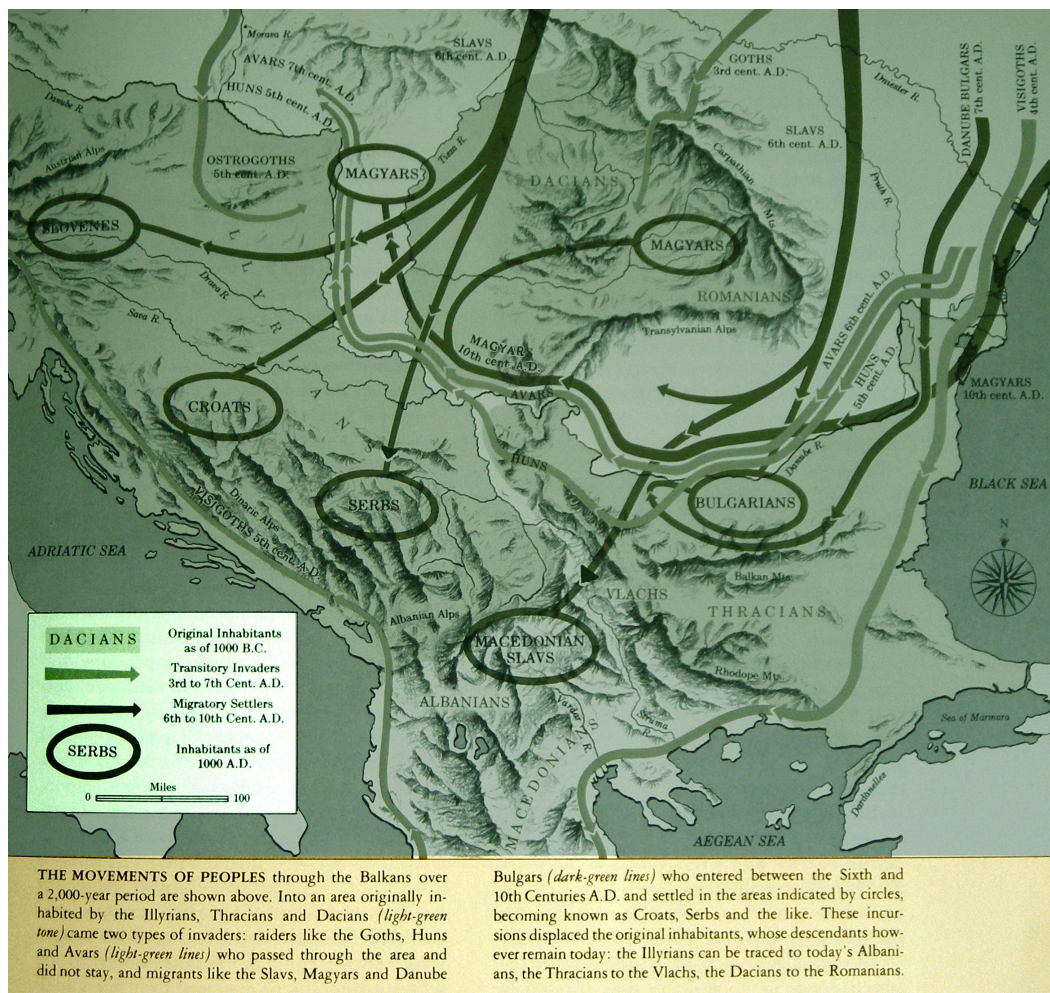 Morava R.
SLAVS
6th cent. A.D.
AVARS 7th cent. A.D.
HUNS 5th cent. A.D.
GOTHS
3rd cent. A.D.
Dniester R.
DANUBE BULGARS
7th cent. A.D.
VISIGOTHS
4th cent. A.D.
Danube R.
Austrian Alps
OSTROGOTHS
5th cent. A.D.
Tisza R.
SLAVS
6th cent. A.D.
MAGYARS
DACIANS
Carpathian
Mts.
Pruth R.
SLOVENES
MAGYARS
ILLYRIANS
Drava R.
Sava R.
ROMANIANS
Transylvanian Alps
AVARS 6th cent. A.D.
HUNS
5th cent. A.D.
MAGYAR
10th cent. A.D.
AVARS
MAGYARS
10th cent. A.D.
CROATS
HUNS
Danube R.
BLACK SEA
SERBS
BULGARIANS
Dinaric Alps
VISIGOTHS 5th cent. A.D.
ADRIATIC SEA
N
Balkan Mts.
VLACHS
THRACIANS
Albanian Alps
MACEDONIAN
SLAVS
Rhodope Mts.
ALBANIANS
Vardar R.
Struma
R.
MACEDONIANS
Sea of Marmara
Dardanelles
AEGEAN SEA
DACIANS
Original Inhabitants
as of 1000 B.C.
Transitory Invaders
3rd to 7th Cent. A.D.
Migratory Settlers
6th to 10th Cent. A.D.
SERBS
Inhabitants as of
1000 A.D.
Miles
0 100
THE MOVEMENTS OF PEOPLES through the Balkans over
a 2,000-year period are shown above. Into an area originally in-
habited by the Illyrians, Thracians and Dacians (light-green
tone) came two types of invaders: raiders like the Goths, Huns
and Avars (light-green lines) who passed through the area and
did not stay, and migrants like the Slavs, Magyars and Danube
Bulgars (dark-green lines) who entered between the Sixth and
10th Centuries A.D. and settled in the areas indicated by circles,
becoming known as Croats, Serbs and the like. These incur-
sions displaced the original inhabitants, whose descendants how-
ever remain today: the Illyrians can be traced to today's Albani-
ans, the Thracians to the Vlachs, the Dacians to the Romanians.